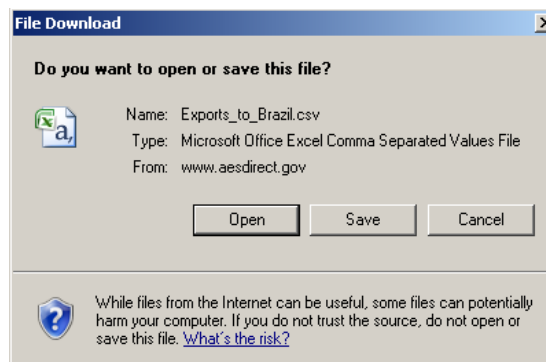 File Download
Do you want to open or save this file?
Name: Exports_to_Brazil.csv
Type: Microsoft Office Excel Comma Separated Values File
From: www.aesdirect.gov
Open Save Cancel
While files from the Internet can be useful, some files can potentially
harm your computer. If you do not trust the source, do not open or
save this file. What's the risk?